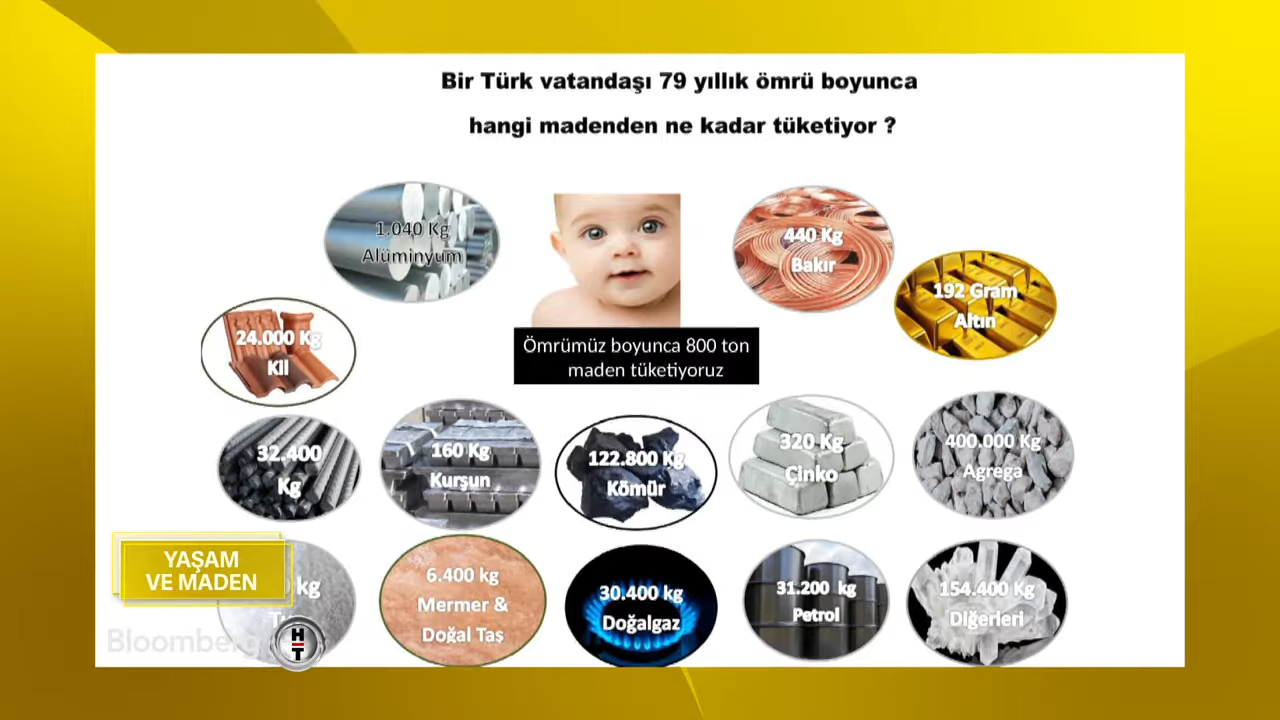 Bir Türk vatandaşı 79 yıllık ömrü boyunca
hangi madenden ne kadar tüketiyor ?
1.040 Kg
Alüminyum
440 Kg
Bakır
192 Gram
Altın
24.000 Kg
Kil
Ömrümüz boyunca 800 ton
maden tüketiyoruz
32.400
Kg
160 Kg
Kurşun
122.800 Kg
Kömür
320 Kg
Çinko
400.000 Kg
Agrega
kg
6.400 kg
Mermer &
Doğal Taş
30.400 kg
Doğalgaz
31.200 kg
Petrol
154.400 Kg
Diğerleri
YAŞAM
VE MADEN
Bloomberg
HT